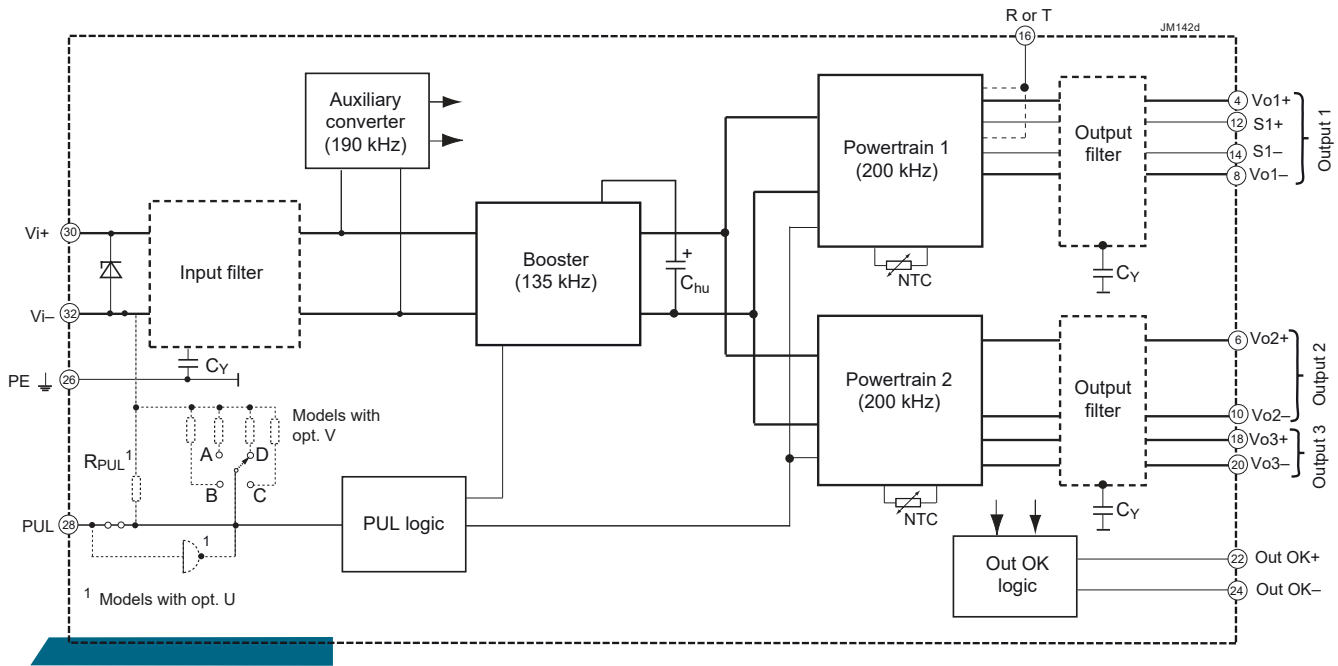 R or T
16
JM142d
Auxiliary
converter
(190 kHz)
Powertrain 1
(200 kHz)
Output
filter
4 Vo1+
12 S1+
14 S1–
8 Vo1–
Output 1
NTC
CY
Vi+ 30
Input filter
Booster
(135 kHz)
+
Chu
Vi– 32
CY
PE 26
Powertrain 2
(200 kHz)
Output
filter
6 Vo2+
10 Vo2–
Output 2
18 Vo3+
20 Vo3–
Output 3
NTC
CY
Models with
opt. V
A
D
B
C
RPUL1
PUL 28
PUL logic
1
1 Models with opt. U
Out OK
logic
22 Out OK+
24 Out OK–